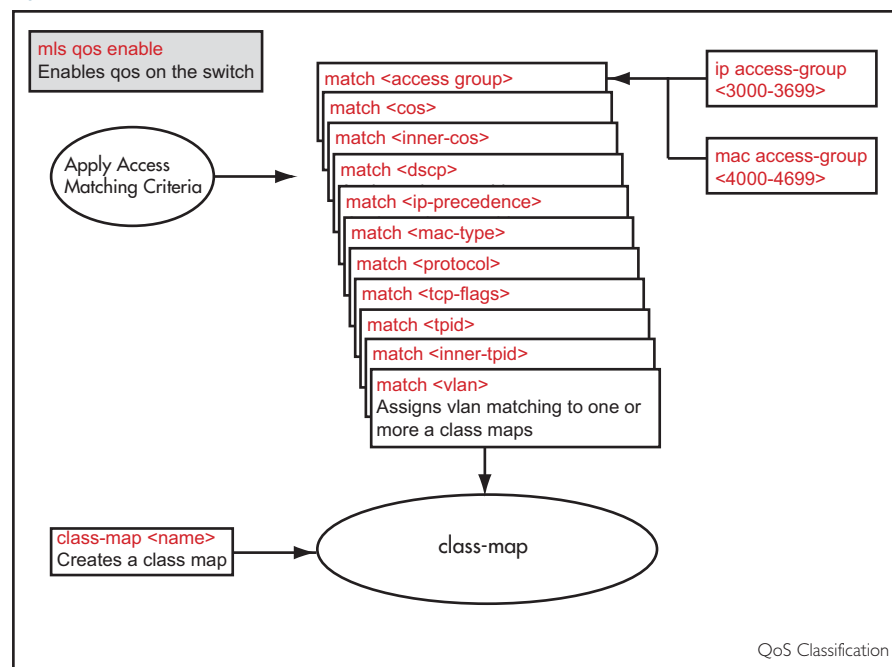 mls qos enable
Enables qos on the switch
match <access group>
ip access-group
<3000-3699>
match <cos>
match <inner-cos>
mac access-group
<4000-4699>
Apply Access
Matching Criteria
match <dscp>
match <ip-precedence>
match <mac-type>
match <protocol>
match <tcp-flags>
match <tpid>
match <inner-tpid>
match <vlan>
Assigns vlan matching to one or
more a class maps
class-map <name>
Creates a class map
class-map
QoS Classification